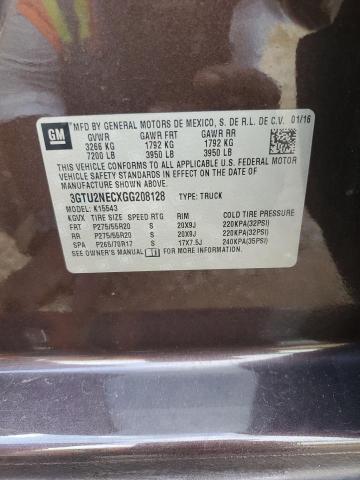 GM
MFD BY GENERAL MOTORS DE MEXICO, S. DE R.L. DE C.V. 01/16
GVWR GAWR FRT GAWR RR
3266 KG 1792 KG 1792 KG
7200 LB 3950 LB 3950 LB
THIS VEHICLE CONFORMS TO ALL APPLICABLE U.S. FEDERAL MOTOR
VEHICLE SAFETY STANDARDS IN EFFECT ON THE DATE OF
MANUFACTURE SHOWN ABOVE.
3GTU2NECXGG208128 TYPE: TRUCK
MODEL: K15543
KGVX TIRE SIZE SPEED RTG RIM COLD TIRE PRESSURE
FRT P275/55R20 S 20X9J 220KPA(32PSI)
RR P275/55R20 S 20X9J 220KPA(32PSI)
SPA P265/70R17 S 17X7.5J 240KPA(35PSI)
SEE OWNER'S MANUAL FOR MORE INFORMATION.